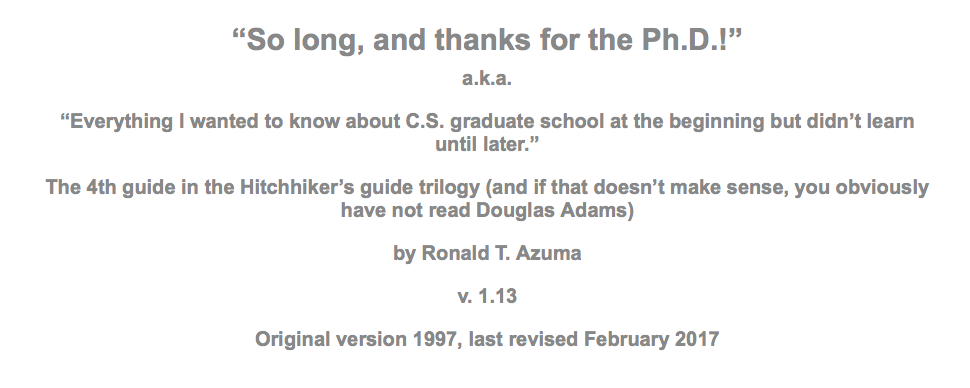 “So long, and thanks for the Ph.D.!”
a.k.a.
“Everything I wanted to know about C.S. graduate school at the beginning but didn’t learn
until later.”
The 4th guide in the Hitchhiker’s guide trilogy (and if that doesn’t make sense, you obviously
have not read Douglas Adams)
by Ronald T. Azuma
v. 1.13
Original version 1997, last revised February 2017